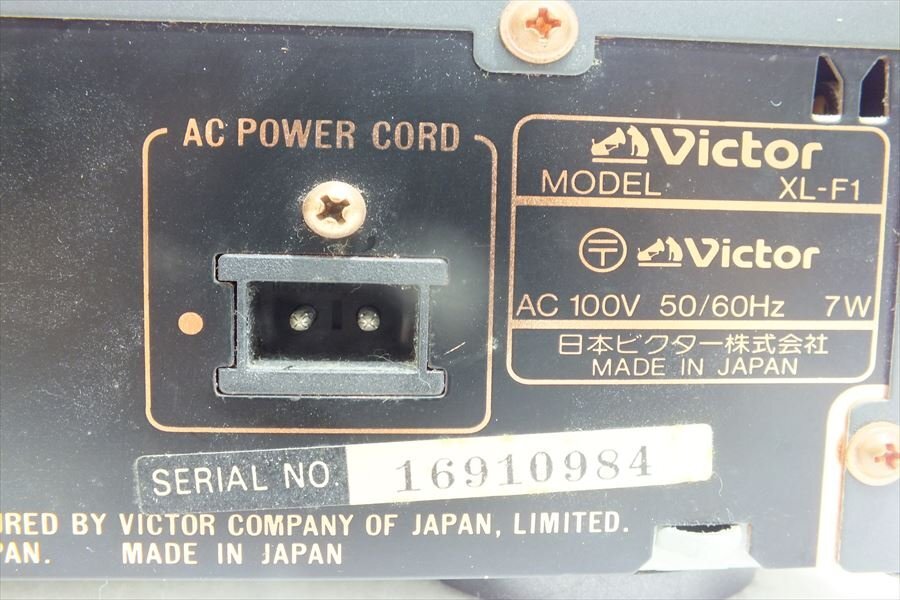 AC POWER CORD
Victor
MODEL XL-F1
〒 Victor
AC 100V 50/60Hz 7W
日本ビクター株式会社
MADE IN JAPAN
SERIAL NO. 16910984
BY VICTOR COMPANY OF JAPAN, LIMITED.
MADE IN JAPAN